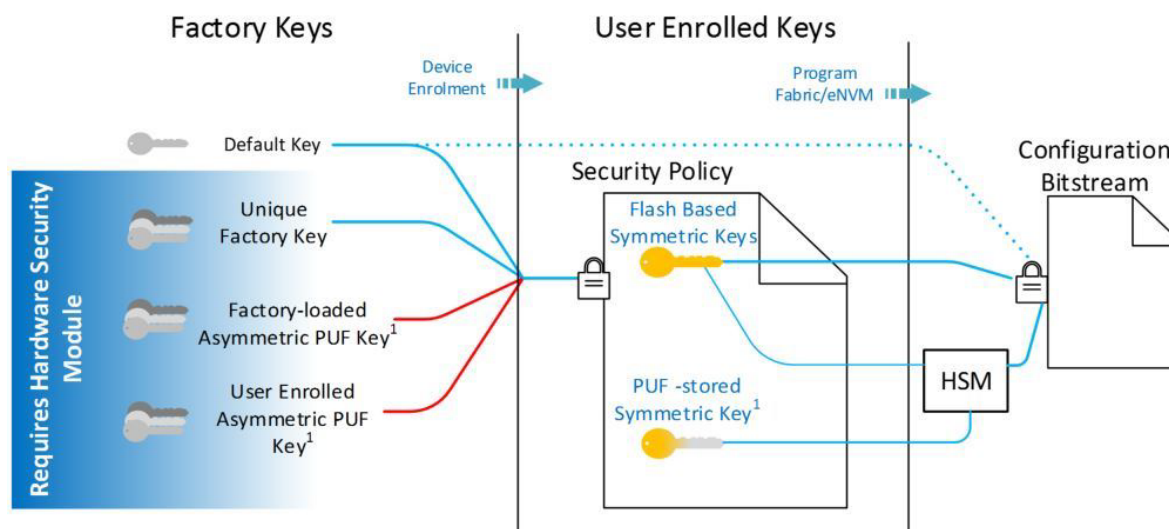 Factory Keys
User Enrolled Keys
Device
Enrolment
Program
Fabric/eNVM
Default Key
Configuration
Bitstream
Security Policy
Unique
Factory Key
Flash Based
Symmetric Keys
Requires Hardware Security
Module
Factory-loaded
Asymmetric PUF Key¹
User Enrolled
Asymmetric PUF
Key¹
PUF -stored
Symmetric Key¹
HSM